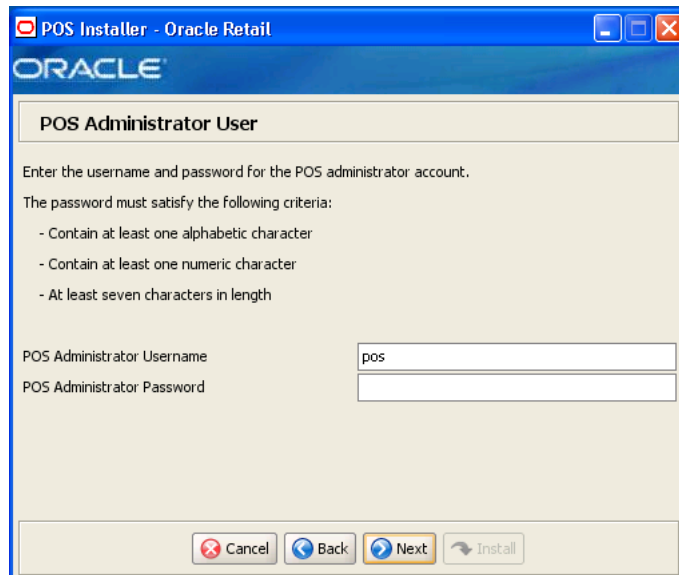 POS Installer - Oracle Retail
ORACLE
POS Administrator User
Enter the username and password for the POS administrator account.
The password must satisfy the following criteria:
- Contain at least one alphabetic character
- Contain at least one numeric character
- At least seven characters in length
POS Administrator Username pos
POS Administrator Password
Cancel Back Next Install